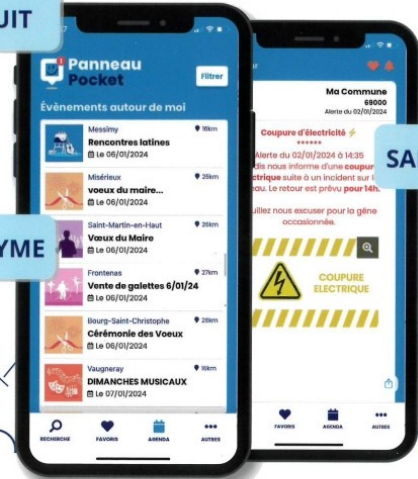 UIT
Panneau
Pocket
Filtrer
Évènements autour de moi
Messimy
16km
Rencontres latines
Le 06/01/2024
Misérieux
25km
voeux du maire...
Le 06/01/2024
YME
Saint-Martin-en-Haut
26km
Vœux du Maire
Le 06/01/2024
Frontenas
27km
Vente de galettes 6/01/24
Le 06/01/2024
Bourg-Saint-Christophe
28km
Cérémonie des Voeux
Le 06/01/2024
Vaugneray
16km
DIMANCHES MUSICAUX
Le 07/01/2024
RECHERCHE
FAVORIS
AGENDA
AUTRES
Ma Commune
69000
Alerte du 02/01/2024
Coupure d'électricité
******
Alerte du 02/01/2024 à 14:35
dis nous informe d'une coupure
ctrique suite à un incident sur
eau. Le retour est prévu pour 14h
uillez nous excuser pour la gêne
occasionnée.
SA
COUPURE
ELECTRIQUE
FAVORIS
AGENDA
AUTRES